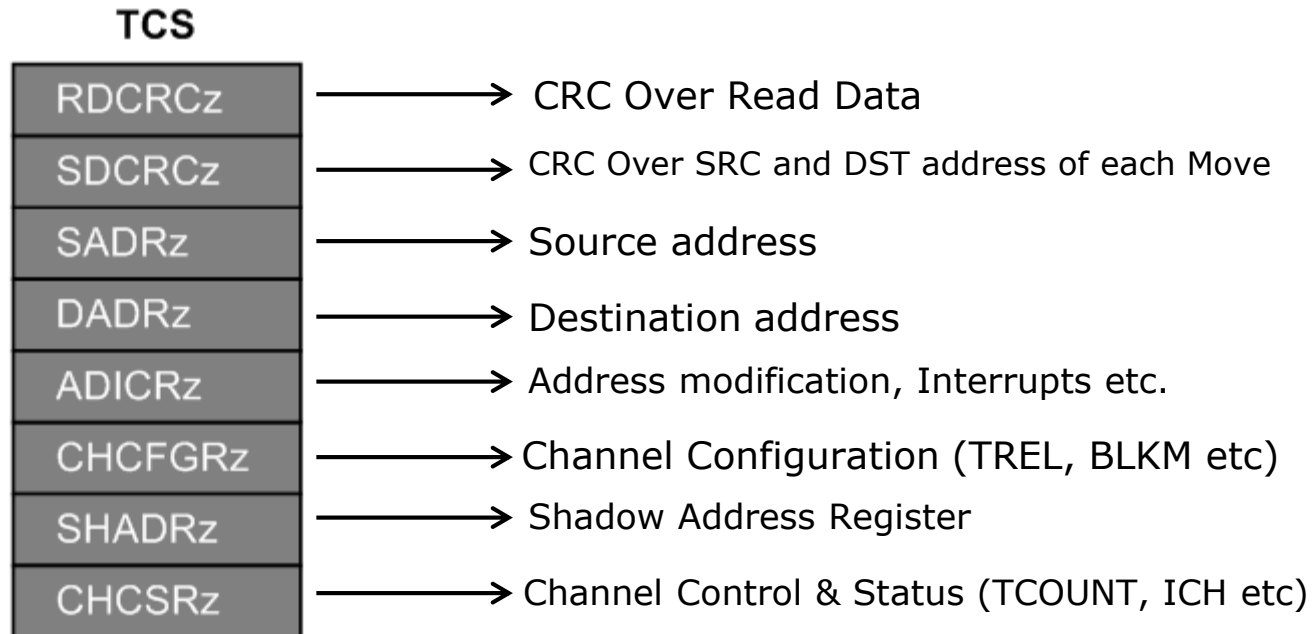 TCS
RDCRCz
CRC Over Read Data
SDCRCz
CRC Over SRC and DST address of each Move
SADRz
Source address
DADRz
Destination address
ADICRz
Address modification, Interrupts etc.
CHCFGRz
Channel Configuration (TREL, BLKM etc)
SHADRz
Shadow Address Register
CHCSRz
Channel Control & Status (TCOUNT, ICH etc)